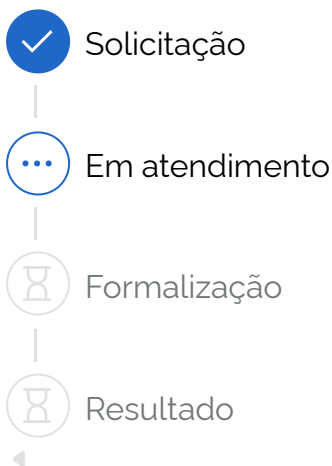 Solicitação
Em atendimento
Formalização
Resultado